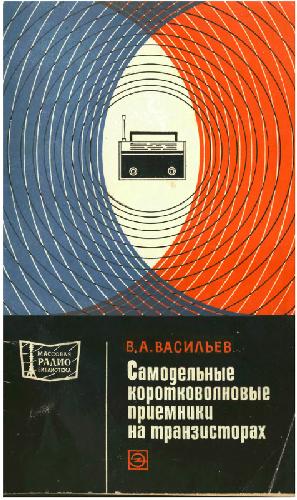 В.А.ВАСИЛЬЕВ
Самодельные
коротковолновые
приемники
на транзисторах
МАССОВАЯ
РАДИО
БИБЛИОТЕКА